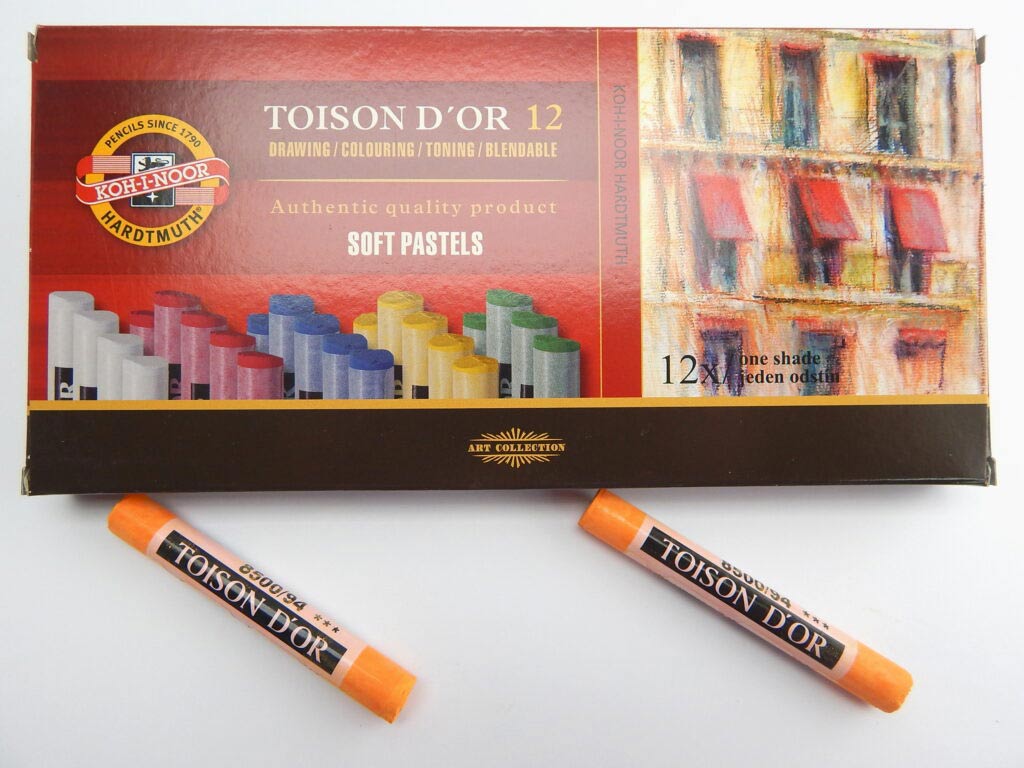 PENCILS SINCE 1790
KOH-I-NOOR
HARDTMUTH®
TOISON D'OR 12
DRAWING / COLOURING / TONING / BLENDABLE
Authentic quality product
SOFT PASTELS
KOH-I-NOOR HARDTMUTH
12x/ one shade
jeden odstín
ART COLLECTION
8500/94 ***
TOISON D'OR
8500/94 ***
TOISON D'OR